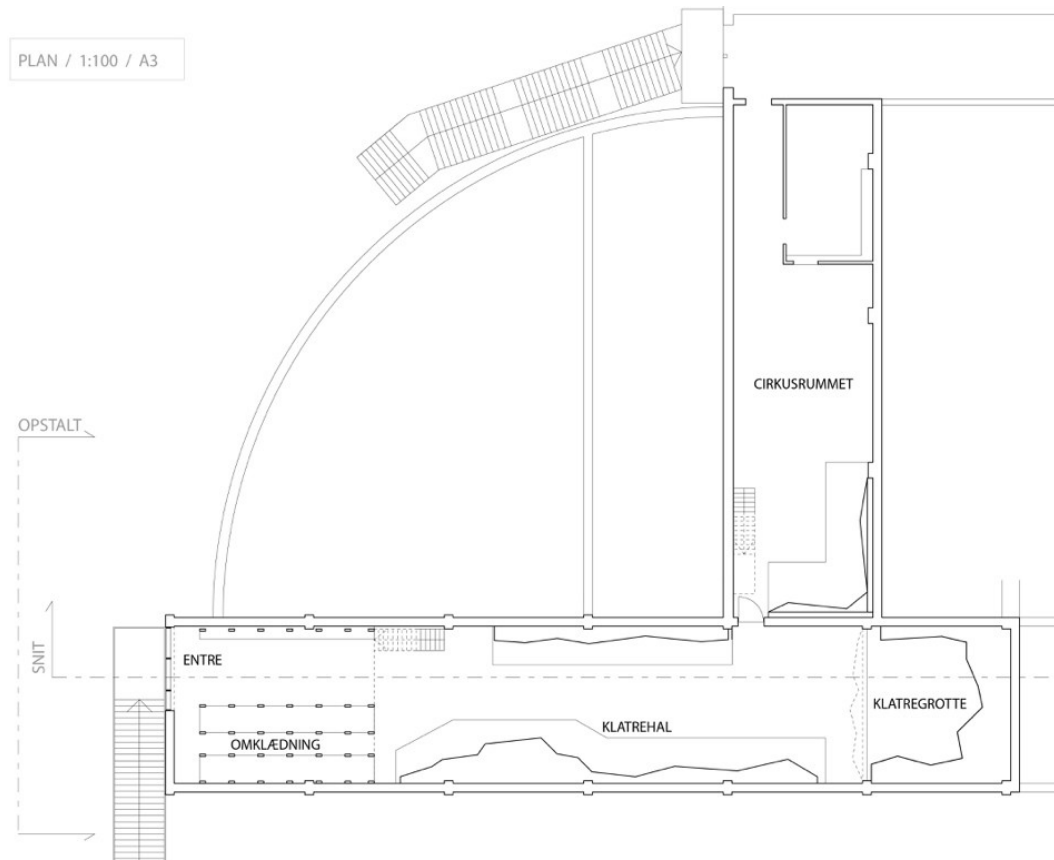 PLAN / 1:100 / A3
CIRKUSRUMMET
OPSTALT
SNIT
ENTRE
KLATREGROTTE
KLATREHAL
OMKLÆDNING